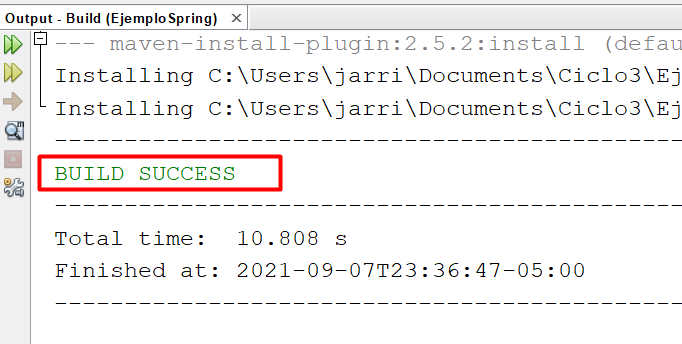 Output - Build (EjemploSpring) ×
--- maven-install-plugin:2.5.2:install (defau
Installing C:\Users\jarri\Documents\Ciclo3\Ej
Installing C:\Users\jarri\Documents\Ciclo3\Ej
------------------------------------------------
BUILD SUCCESS
------------------------------------------------
Total time:  10.808 s
Finished at: 2021-09-07T23:36:47-05:00
------------------------------------------------